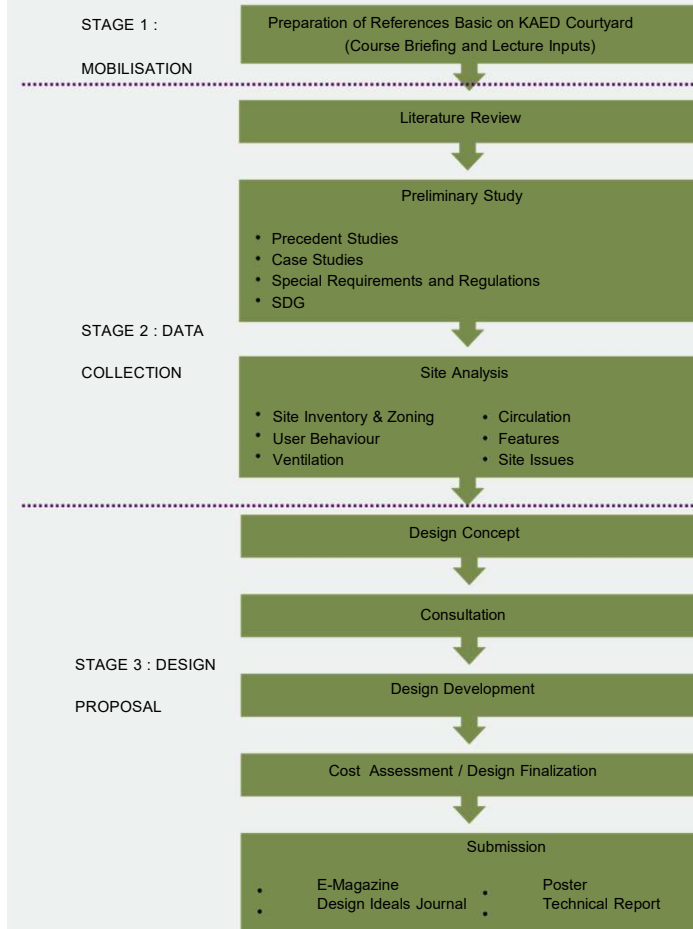 STAGE 1 :
MOBILISATION
Preparation of References Basic on KAED Courtyard
(Course Briefing and Lecture Inputs)
Literature Review
Preliminary Study
• Precedent Studies
• Case Studies
• Special Requirements and Regulations
• SDG
STAGE 2 : DATA
COLLECTION
Site Analysis
• Site Inventory & Zoning
• User Behaviour
• Ventilation
• Circulation
• Features
• Site Issues
Design Concept
Consultation
STAGE 3 : DESIGN
PROPOSAL
Design Development
Cost Assessment / Design Finalization
Submission
• E-Magazine
• Design Ideals Journal
• Poster
• Technical Report